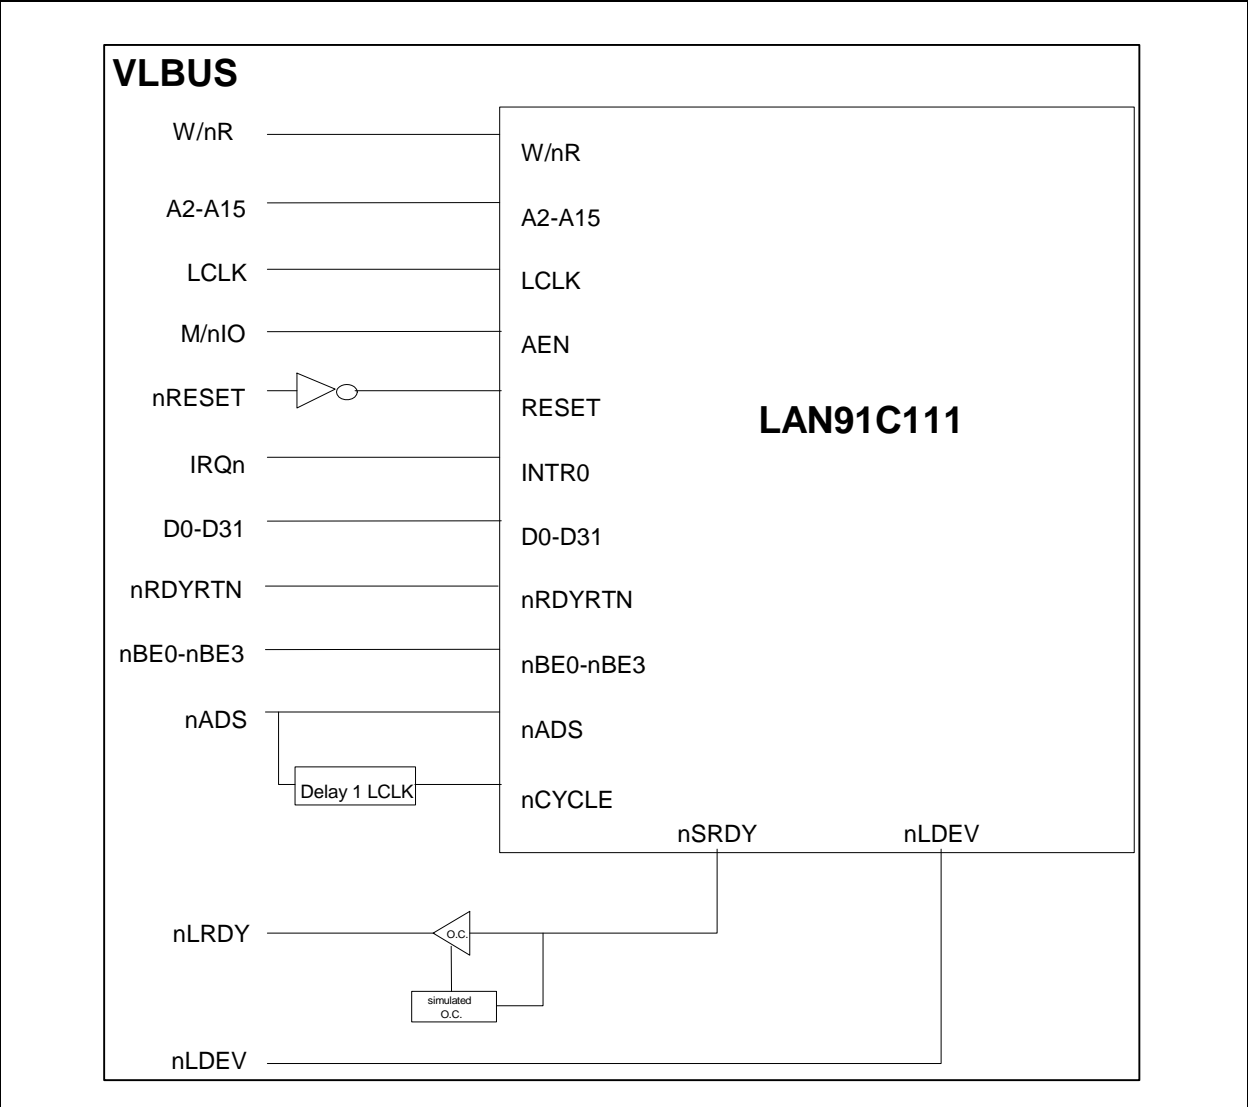 VLBUS
W/nR
W/nR
A2-A15
A2-A15
LCLK
LCLK
M/nIO
AEN
nRESET
RESET
LAN91C111
IRQn
INTR0
D0-D31
D0-D31
nRDYRTN
nRDYRTN
nBE0-nBE3
nBE0-nBE3
nADS
nADS
Delay 1 LCLK
nCYCLE
nSRDY
nLDEV
nLRDY
O.C.
simulated
O.C.
nLDEV